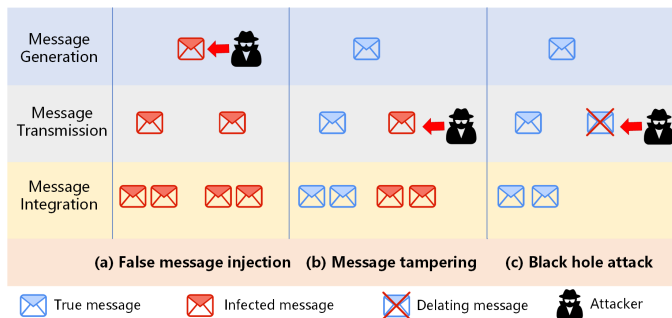 Message
Generation
Message
Transmission
Message
Integration
(a) False message injection
(b) Message tampering
(c) Black hole attack
True message
Infected message
Delating message
Attacker